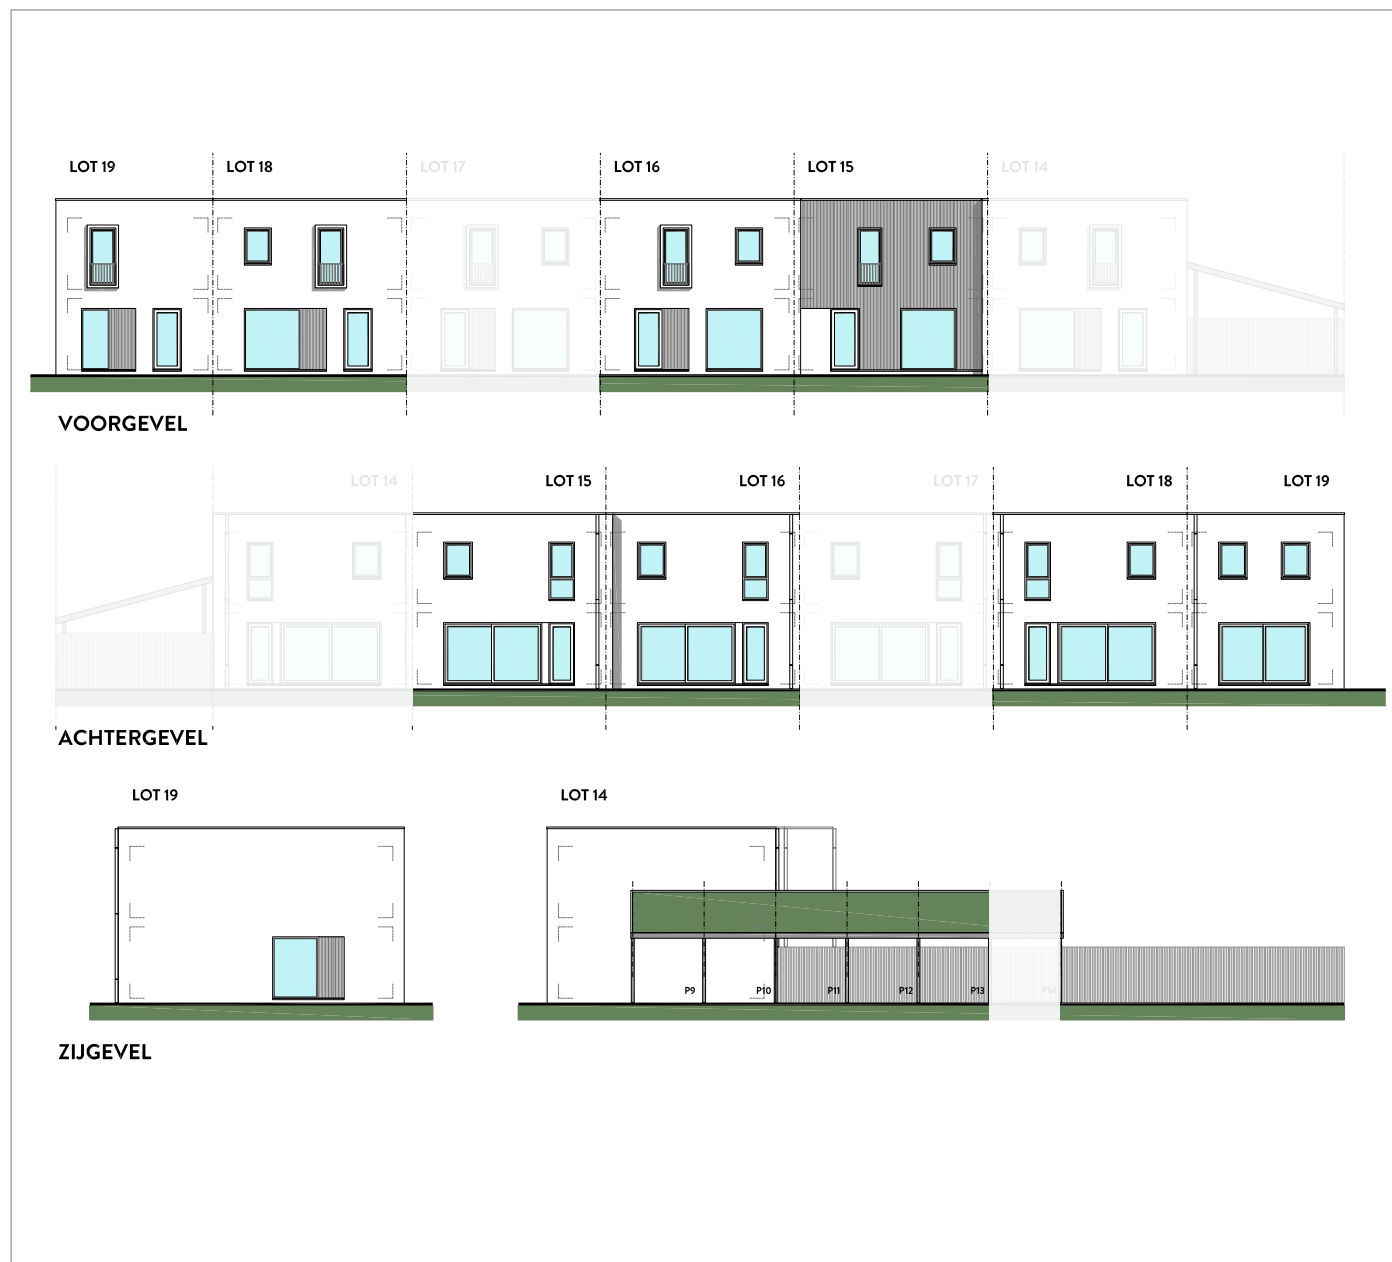 LOT 19 LOT 18 LOT 17 LOT 16 LOT 15 LOT 14
VOORGEVEL
LOT 14 LOT 15 LOT 16 LOT 17 LOT 18 LOT 19
ACHTERGEVEL
LOT 19 LOT 14
P9 P10 P11 P12 P13 P14
ZIJGEVEL